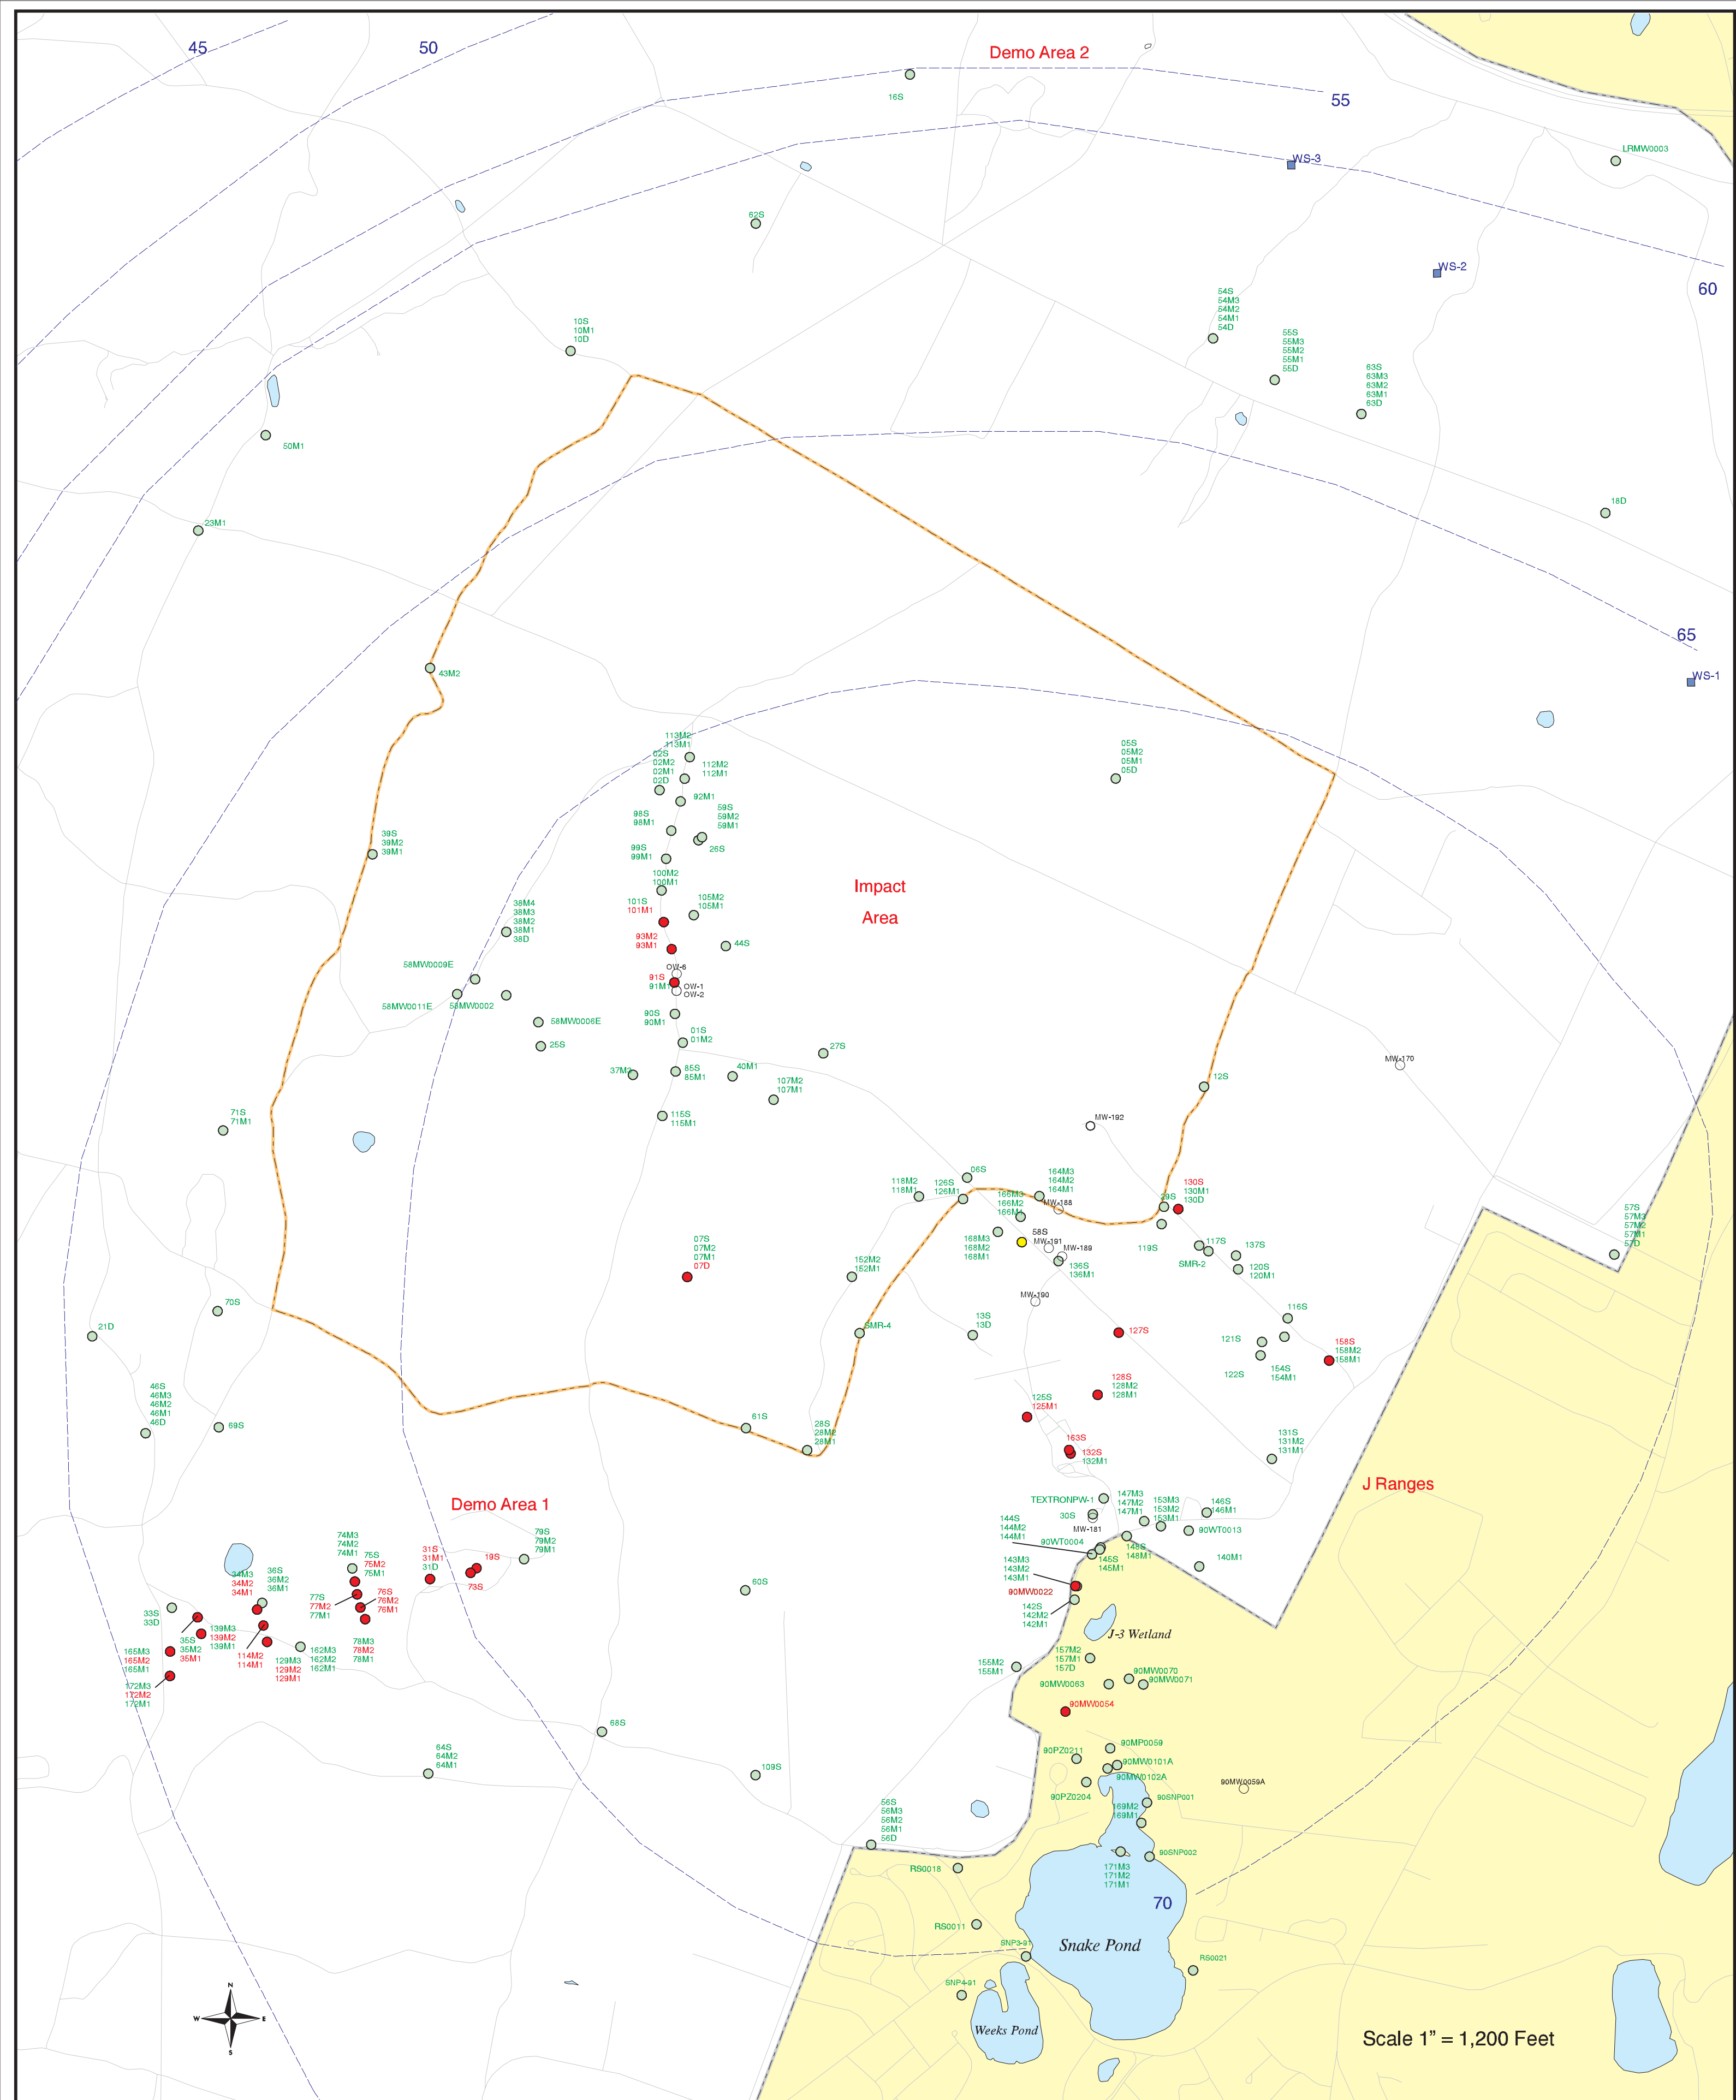 45
50
Demo Area 2
16S
55
WS-3
LRMW0003
62S
WS-2
60
54S
54M3
54M2
54M1
54D
10S
10M1
10D
55S
55M3
55M2
55M1
55D
63S
63M3
63M2
63M1
63D
50M1
18D
23M1
65
43M2
WS-1
113M2
113M1
02S
02M2
02M1
02D
112M2
112M1
05S
05M2
05M1
05D
92M1
59S
59M2
59M1
98S
98M1
26S
39S
39M2
39M1
99S
99M1
100M2
100M1
Impact
Area
105M2
105M1
101S
101M1
38M4
38M3
38M2
38M1
38D
93M2
93M1
44S
58MW0009E
OW-6
91S
91M1
OW-1
OW-2
58MW0011E
58MW0002
90S
90M1
58MW0006E
01S
01M2
25S
27S
MW-170
37M2
85S
85M1
40M1
107M2
107M1
12S
71S
71M1
115S
115M1
MW-192
06S
164M3
164M2
164M1
118M2
118M1
126S
126M1
130S
130M1
130D
166M3
166M2
166M1
MW-188
29S
57S
57M3
57M2
57M1
57D
07S
07M2
07M1
07D
168M3
168M2
168M1
58S
MW-191
MW-189
119S
117S
SMR-2
137S
152M2
152M1
136S
136M1
120S
120M1
MW-190
70S
21D
SMR-4
13S
13D
127S
116S
121S
158S
158M2
158M1
122S
154S
154M1
128S
128M2
128M1
46S
46M3
46M2
46M1
46D
125S
125M1
69S
61S
28S
28M2
28M1
163S
132S
132M1
131S
131M2
131M1
J Ranges
Demo Area 1
TEXTRONPW-1
147M3
147M2
147M1
153M3
153M2
153M1
146S
146M1
30S
MW-181
144S
144M2
144M1
90WT0013
79S
79M2
79M1
74M3
74M2
74M1
90WT0004
148S
148M1
75S
75M2
75M1
31S
31M1
31D
19S
145S
145M1
140M1
143M3
143M2
143M1
34M3
34M2
34M1
36S
36M2
36M1
73S
60S
90MW0022
77S
77M2
77M1
76S
76M2
76M1
33S
33D
142S
142M2
142M1
J-3 Wetland
139M3
139M2
139M1
35S
35M2
35M1
78M3
78M2
78M1
165M3
165M2
165M1
114M2
114M1
129M3
129M2
129M1
162M3
162M2
162M1
157M2
157M1
157D
155M2
155M1
90MW0070
90MW0071
90MW0063
172M3
172M2
172M1
90MW0054
68S
90MP0059
90PZ0211
64S
64M2
64M1
109S
90MW0101A
90MW0102A
90MW0059A
90PZ0204
90SNP001
56S
56M3
56M2
56M1
56D
169M2
169M1
90SNP002
RS0018
171M3
171M2
171M1
70
RS0011
SNP3-91
Snake Pond
RS0021
SNP4-91
N
W
E
S
Weeks Pond
Scale 1” = 1,200 Feet